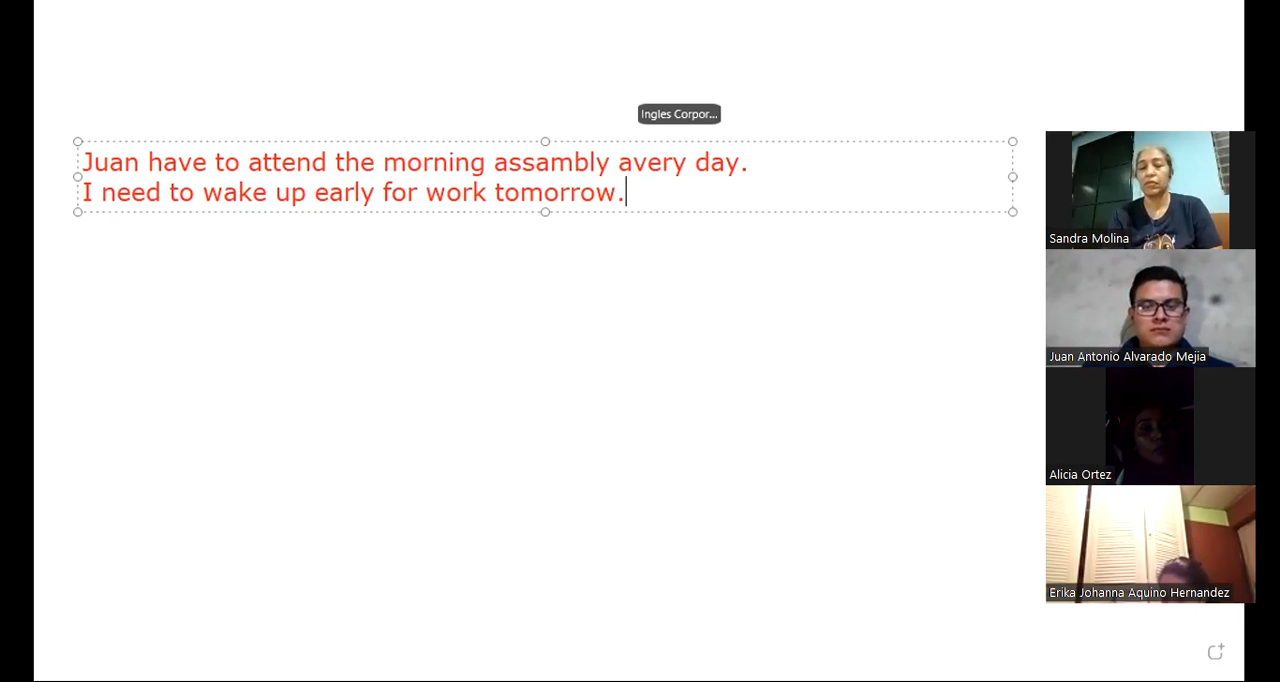 Ingles Corpor...
Juan have to attend the morning assambly avery day.
I need to wake up early for work tomorrow.
Sandra Molina
Juan Antonio Alvarado Mejia
Alicia Ortez
Erika Johanna Aquino Hernandez